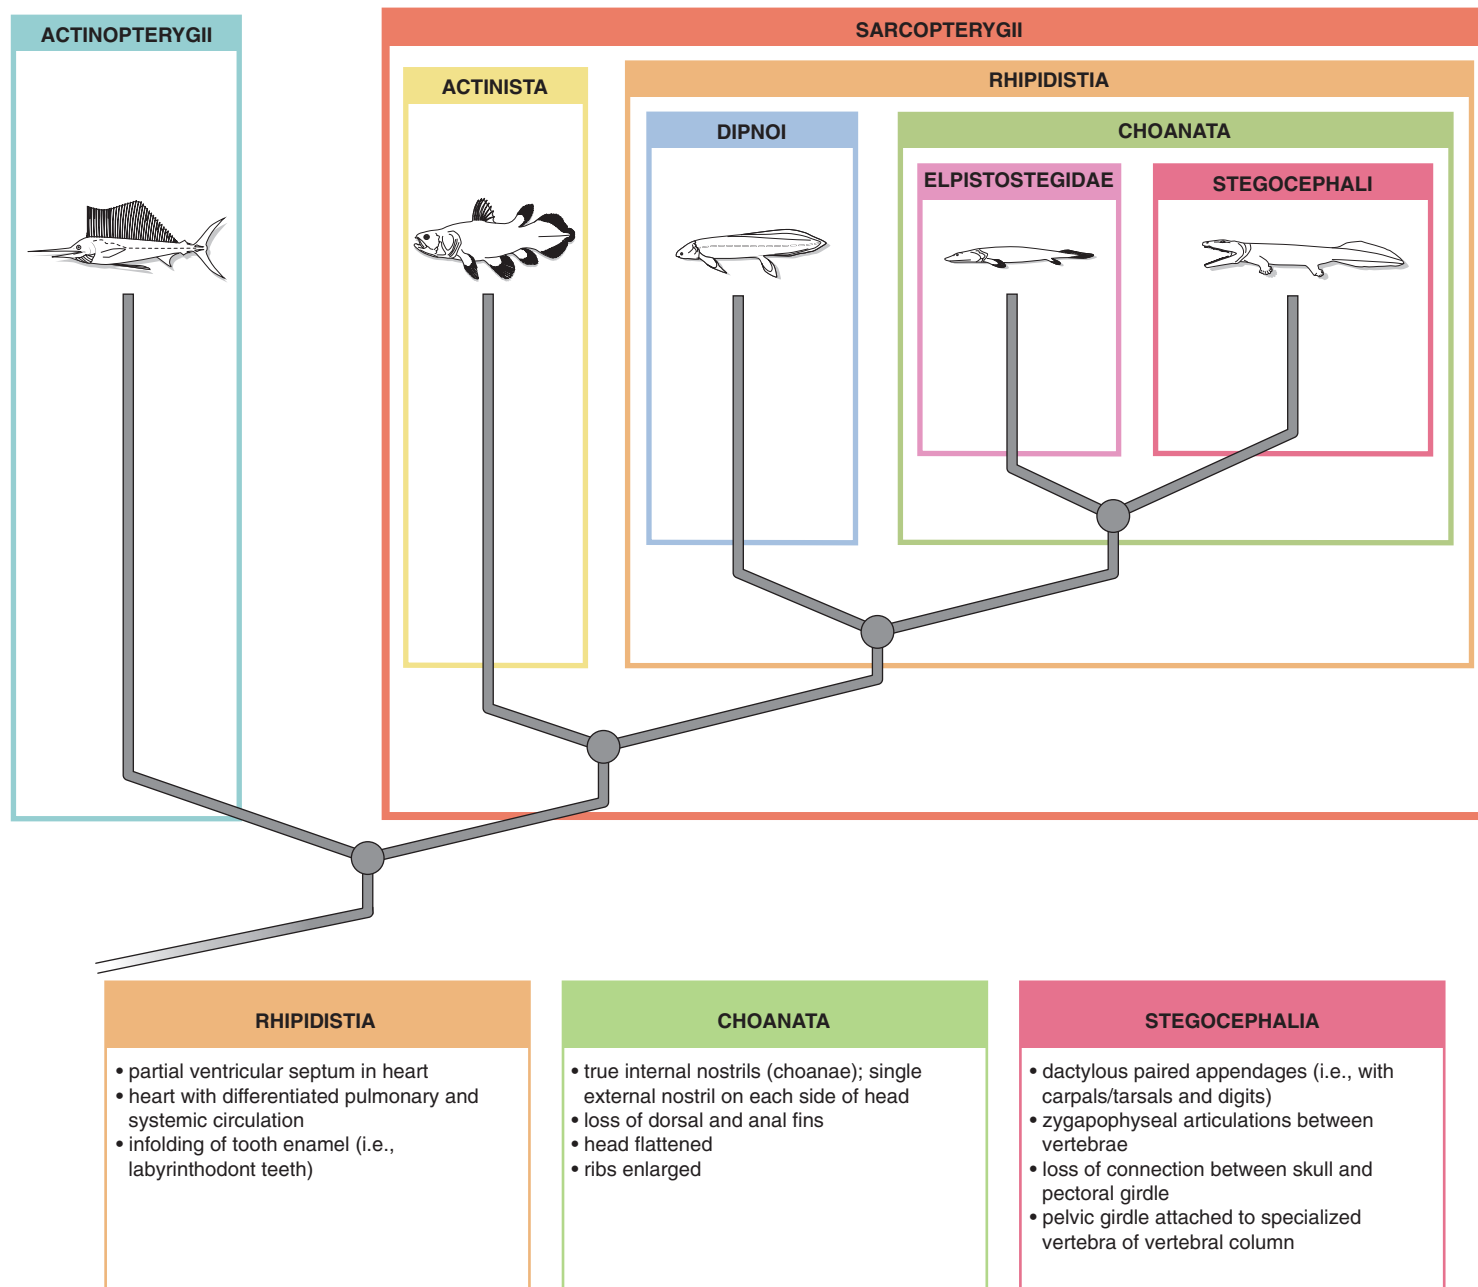 ACTINOPTERYGII
SARCOPTERYGII
ACTINISTA
RHIPIDISTIA
DIPNOI
CHOANATA
ELPISTOSTEGIDAE
STEGOCEPHALI
RHIPIDISTIA
• partial ventricular septum in heart
• heart with differentiated pulmonary and
systemic circulation
• infolding of tooth enamel (i.e.,
labyrinthodont teeth)
CHOANATA
• true internal nostrils (choanae); single
external nostril on each side of head
• loss of dorsal and anal fins
• head flattened
• ribs enlarged
STEGOCEPHALIA
• dactylous paired appendages (i.e., with
carpals/tarsals and digits)
• zygapophyseal articulations between
vertebrae
• loss of connection between skull and
pectoral girdle
• pelvic girdle attached to specialized
vertebra of vertebral column